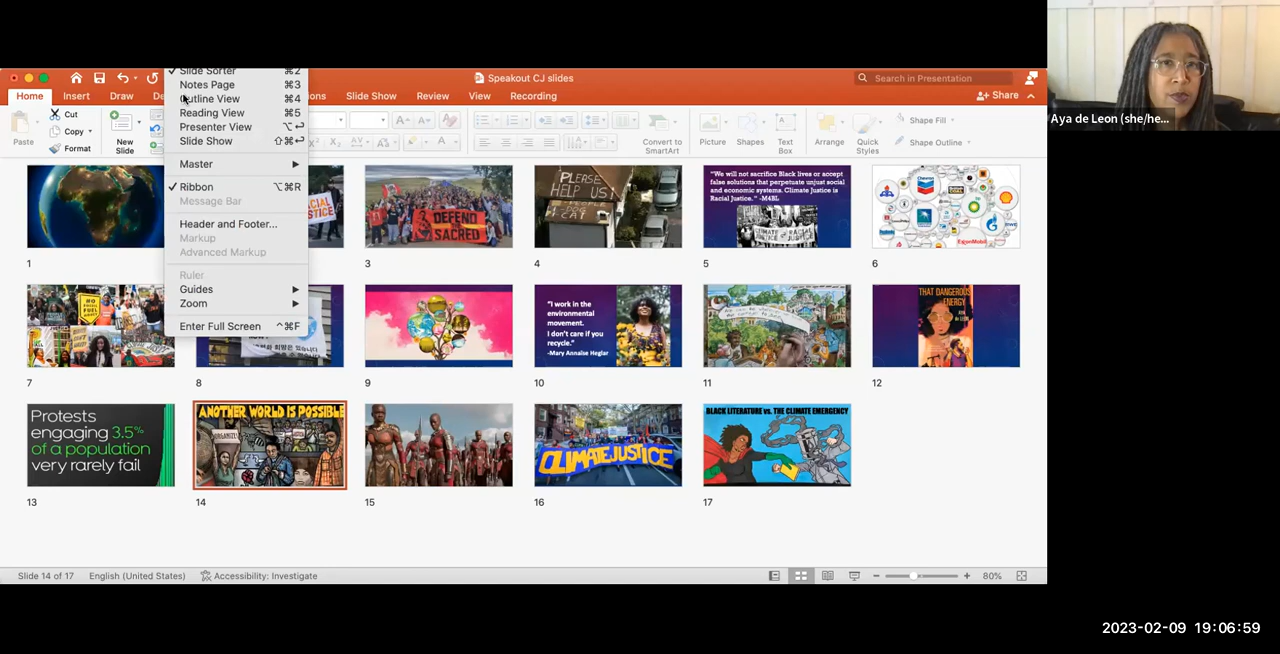 Speakout CJ slides
Search in Presentation
Home
Insert
Draw
De
ons
Slide Show
Review
View
Recording
Share
Slide Sorter ⌘2
Notes Page ⌘3
Outline View ⌘4
Reading View ⌘5
Presenter View ⌥↩
Slide Show ⇧⌘↩
Master
Ribbon ⌥⌘R
Message Bar
Header and Footer...
Markup
Advanced Markup
Ruler
Guides
Zoom
Enter Full Screen ^⌘F
Paste
Cut
Copy
Format
New
Slide
Convert to
SmartArt
Picture
Shapes
Text
Box
Arrange
Quick
Styles
Shape Fill
Shape Outline
1
DEFEND
THE
SACRED
3
PLEASE
HELP US!
CAT
4
"We will not sacrifice Black lives or accept
false solutions that perpetuate unjust social
and economic systems. Climate Justice is
Racial Justice." -M4BL
5
Chevron
ExxonMobil
6
7
8
9
"I work in the
environmental
movement.
I don't care if you
recycle."
-Mary Annaïse Heglar
10
11
THAT DANGEROUS
ENERGY
12
Protests
engaging 3.5%
of a population
very rarely fail
13
ANOTHER WORLD IS POSSIBLE
ORGANIZE
14
15
CLIMATE JUSTICE
16
BLACK LITERATURE vs. THE CLIMATE EMERGENCY
17
Slide 14 of 17
English (United States)
Accessibility: Investigate
80%
Aya de Leon (she/he...
2023-02-09 19:06:59